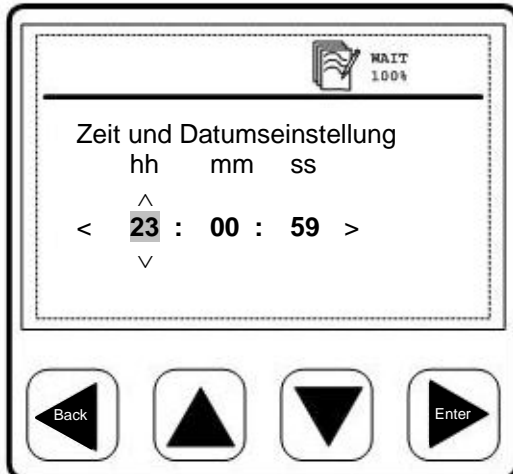 WAIT
100%
Zeit und Datumseinstellung
hh mm ss
^
< 23 : 00 : 59 >
v
Back Enter